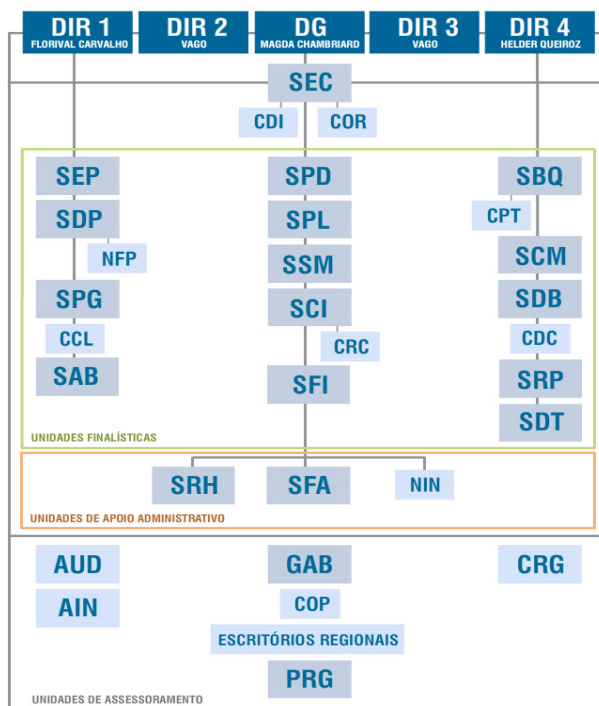 DIR 1
FLORIVAL CARVALHO
DIR 2
VAGO
DG
MAGDA CHAMBRIARD
DIR 3
VAGO
DIR 4
HELDER QUEIROZ
SEC
CDI
COR
SEP
SPD
SBQ
SDP
SPL
CPT
NFP
SSM
SCM
SPG
SCI
SDB
CCL
CRC
CDC
SAB
SFI
SRP
SDT
UNIDADES FINALÍSTICAS
SRH
SFA
NIN
UNIDADES DE APOIO ADMINISTRATIVO
AUD
GAB
CRG
AIN
COP
ESCRITÓRIOS REGIONAIS
PRG
UNIDADES DE ASSESSORAMENTO